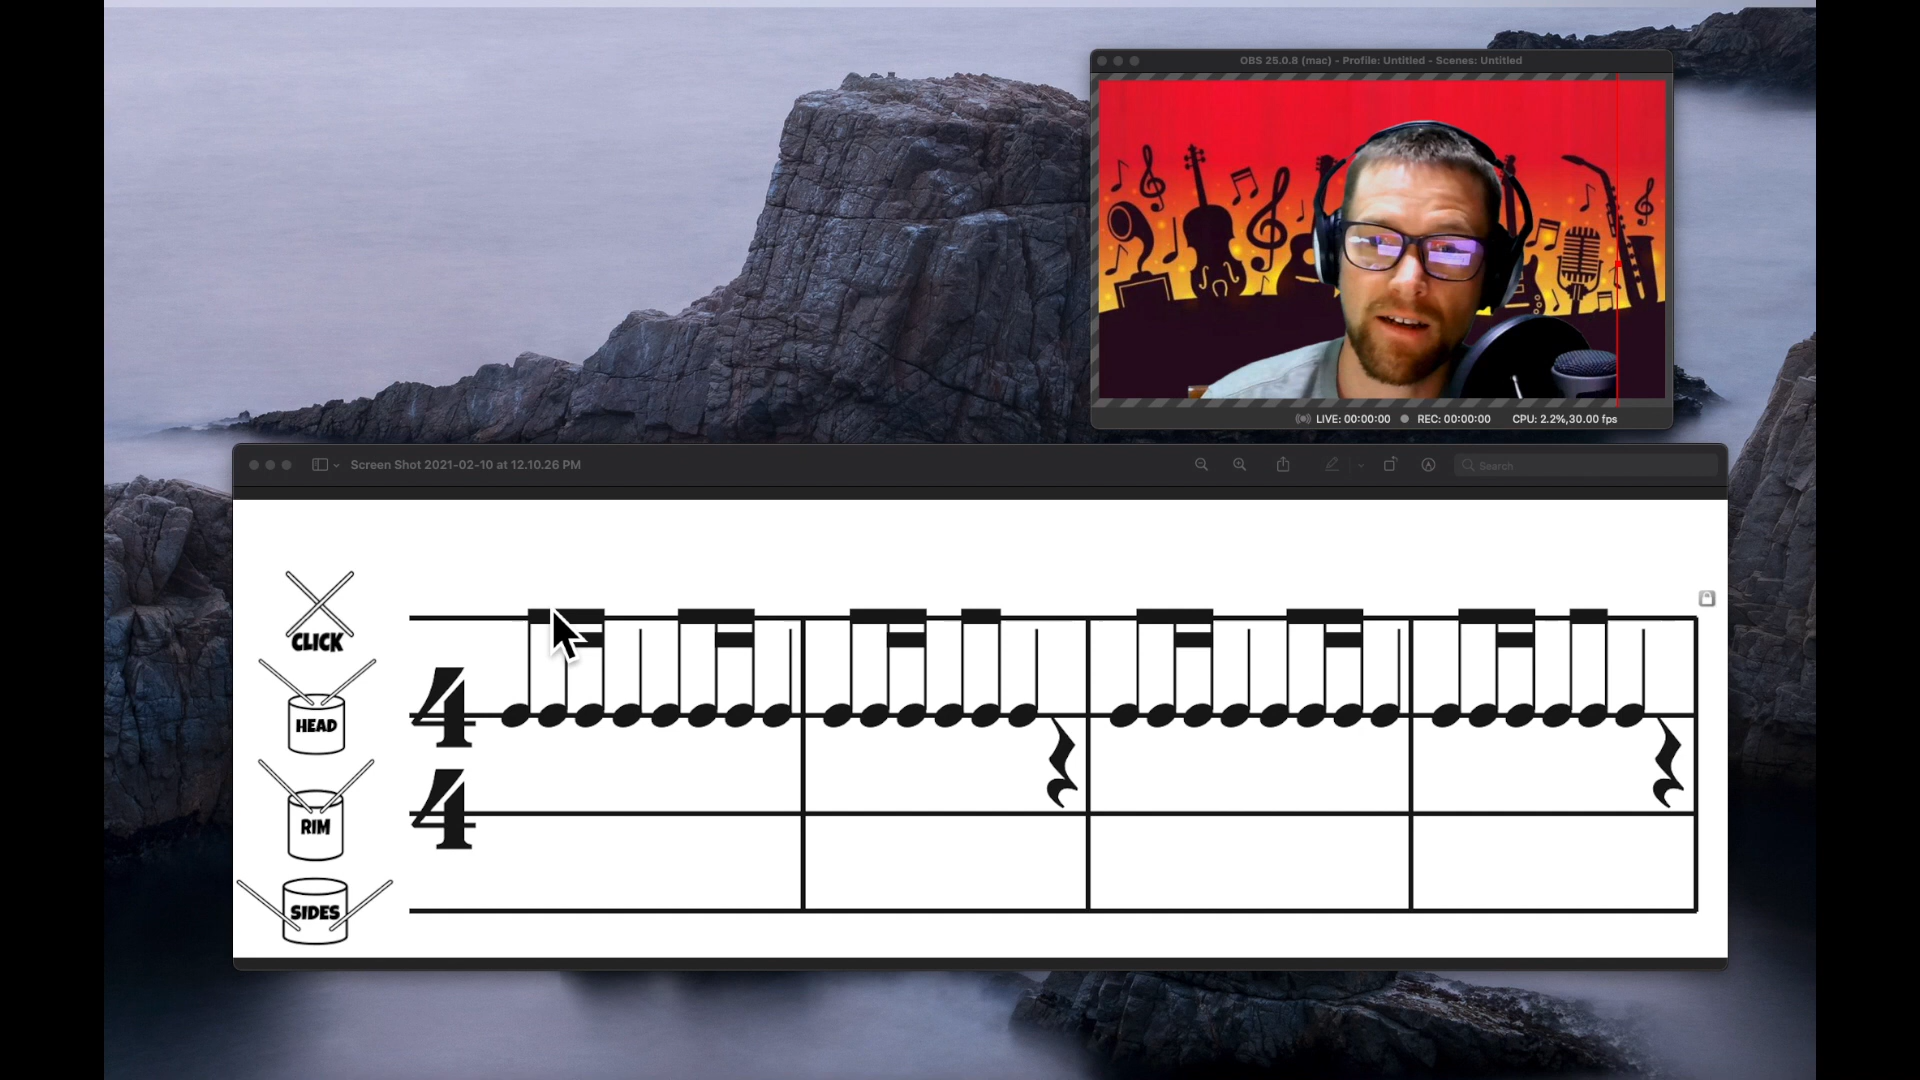 OBS 25.0.8 (mac) - Profile: Untitled - Scenes: Untitled
LIVE: 00:00:00 REC: 00:00:00 CPU: 2.2%,30.00 fps
Screen Shot 2021-02-10 at 12.10.26 PM
Search
CLICK
HEAD
RIM
SIDES
4
4